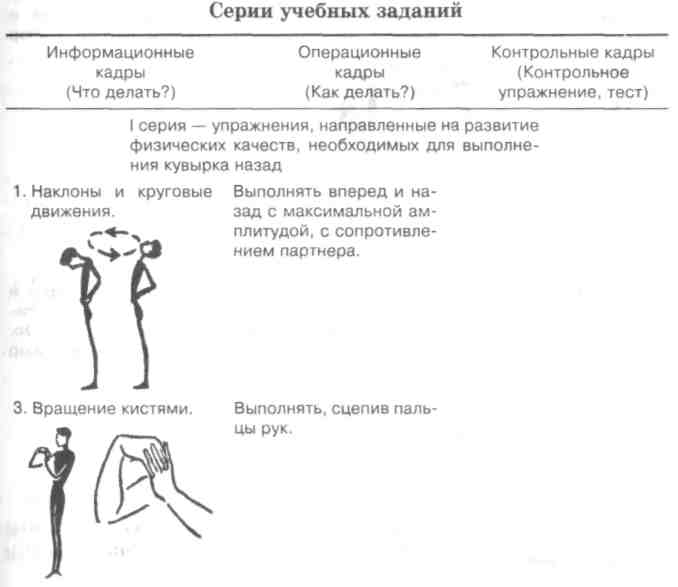 Серии учебных заданий
Информационные Операционные Контрольные кадры
кадры кадры (Контрольное
(Что делать?) (Как делать?) упражнение, тест)
I серия — упражнения, направленные на развитие
физических качеств, необходимых для выполне-
ния кувырка назад
1. Наклоны и круговые
движения.
Выполнять вперед и на-
зад с максимальной ам-
плитудой, с сопротивле-
нием партнера.
3. Вращение кистями.
Выполнять, сцепив паль-
цы рук.